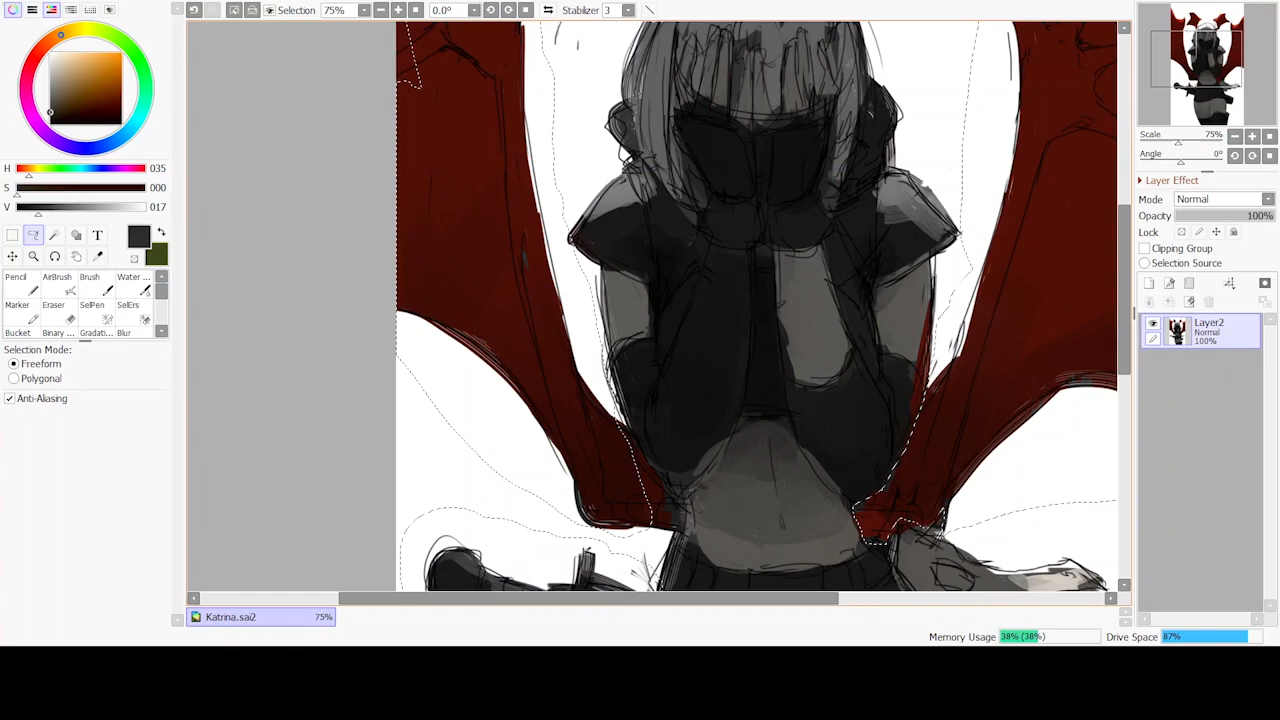 Selection 75% 0.0° Stabilizer 3
H 035
S 000
V 017
T
Pencil AirBrush Brush Water ...
Marker Eraser SelPen SelErs
Bucket Binary ... Gradati... Blur
Selection Mode:
Freeform
Polygonal
Anti-Aliasing
Scale 75%
Angle 0°
Layer Effect
Mode Normal
Opacity 100%
Lock
Clipping Group
Selection Source
Layer2
Normal
100%
Katrina.sai2 75%
Memory Usage 38% (38%) Drive Space 87%